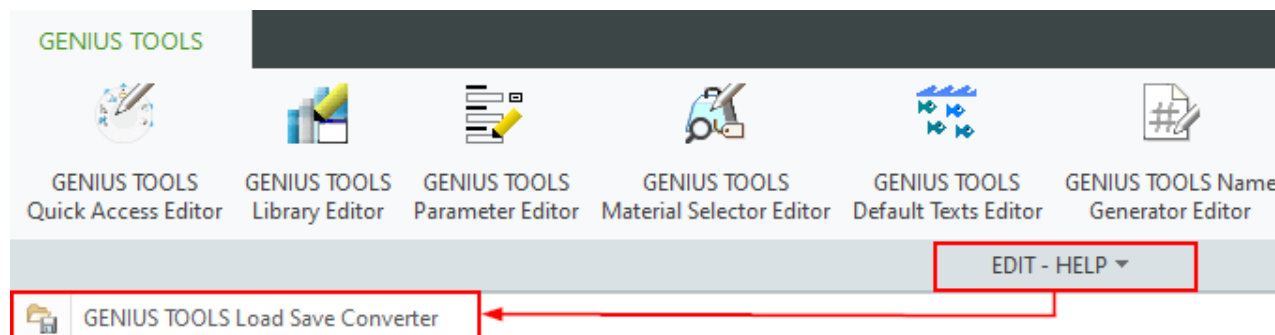 GENIUS TOOLS
GENIUS TOOLS
Quick Access Editor
GENIUS TOOLS
Library Editor
GENIUS TOOLS
Parameter Editor
GENIUS TOOLS
Material Selector Editor
GENIUS TOOLS
Default Texts Editor
GENIUS TOOLS Name
Generator Editor
EDIT - HELP
GENIUS TOOLS Load Save Converter